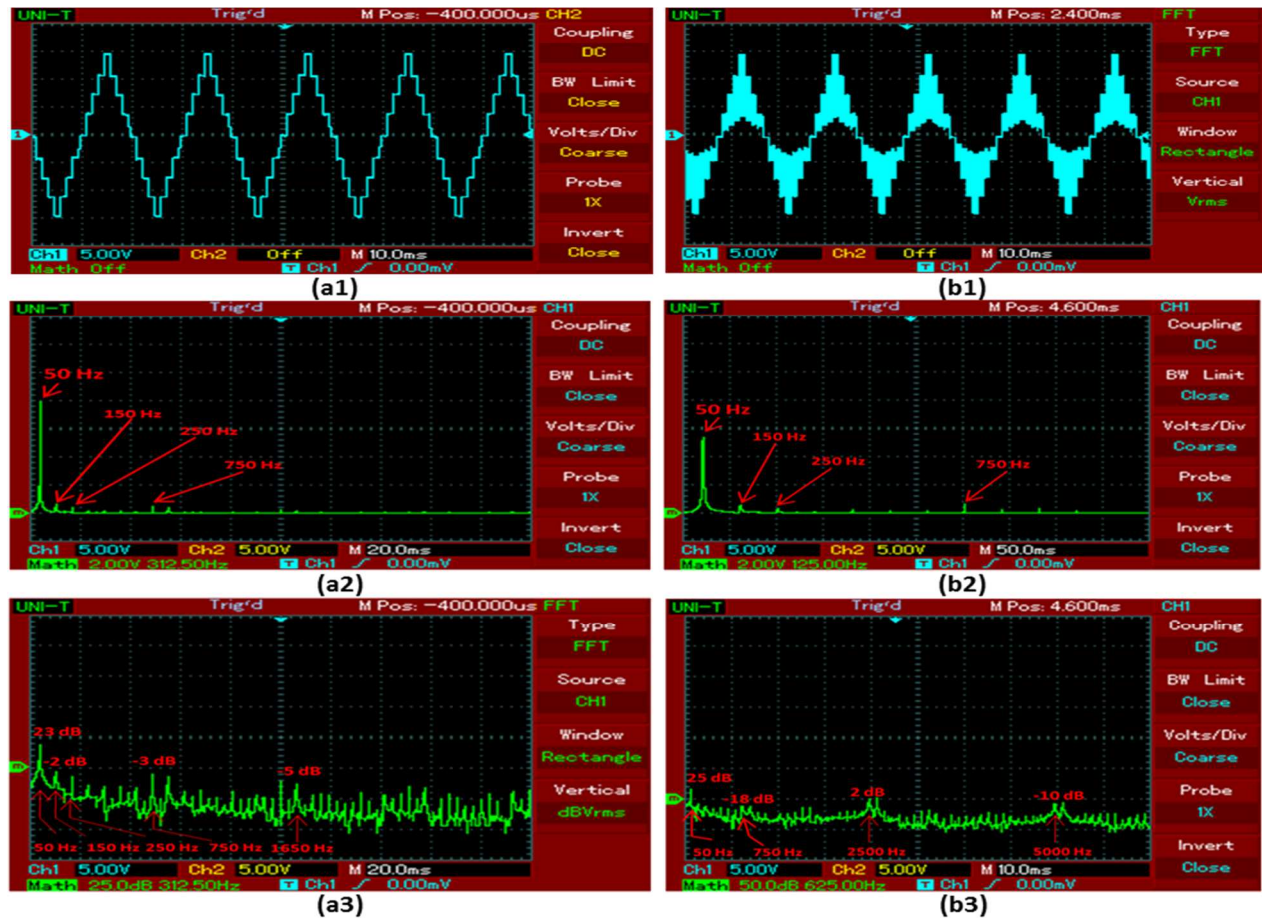 UNI-T Trig'd M Pos: -400.000us CH2
Coupling
DC
BW Limit
Close
Volts/Div
Coarse
Probe
1X
Invert
Close
1
Ch1 5.00V Ch2 Off M 10.0ms
Math Off T Ch1 0.00mV
(a1)
UNI-T Trig'd M Pos: 2.400ms FFT
Type
FFT
Source
CH1
Window
Rectangle
Vertical
Vrms
1
Ch1 5.00V Ch2 Off M 10.0ms
Math Off T Ch1 0.00mV
(b1)
UNI-T Trig'd M Pos: -400.000us CH1
Coupling
DC
BW Limit
Close
Volts/Div
Coarse
Probe
1X
Invert
Close
50 Hz
150 Hz
250 Hz
750 Hz
m
Ch1 5.00V Ch2 5.00V M 20.0ms
Math 2.00V 312.50Hz T Ch1 0.00mV
(a2)
UNI-T Trig'd M Pos: 4.600ms CH1
Coupling
DC
BW Limit
Close
Volts/Div
Coarse
Probe
1X
Invert
Close
50 Hz
150 Hz
250 Hz
750 Hz
m
Ch1 5.00V Ch2 5.00V M 50.0ms
Math 2.00V 125.00Hz T Ch1 0.00mV
(b2)
UNI-T Trig'd M Pos: -400.000us FFT
Type
FFT
Source
CH1
Window
Rectangle
Vertical
dBVrms
23 dB
-2 dB
-3 dB
-5 dB
m
50 Hz 150 Hz 250 Hz 750 Hz 1650 Hz
Ch1 5.00V Ch2 5.00V M 20.0ms
Math 25.0dB 312.50Hz T Ch1 0.00mV
(a3)
UNI-T Trig'd M Pos: 4.600ms CH1
Coupling
DC
BW Limit
Close
Volts/Div
Coarse
Probe
1X
Invert
Close
25 dB
-18 dB
2 dB
-10 dB
m
50 Hz 750 Hz 2500 Hz 5000 Hz
Ch1 5.00V Ch2 5.00V M 10.0ms
Math 50.0dB 625.00Hz T Ch1 0.00mV
(b3)